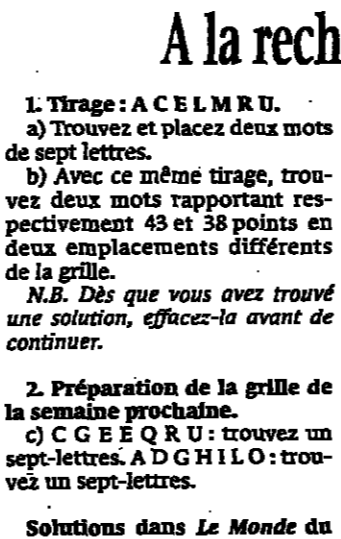 A la rech
1. Tirage : A C E L M R U.
a) Trouvez et placez deux mots
de sept lettres.
b) Avec ce même tirage, trou-
vez deux mots rapportant res-
pectivement 43 et 38 points en
deux emplacements différents
de la grille.
N.B. Dès que vous avez trouvé
une solution, effacez-la avant de
continuer.
2. Préparation de la grille de
la semaine prochaine.
c) C G E E Q R U : trouvez un
sept-lettres. A D G H I L O : trou-
vez un sept-lettres.
Solutions dans Le Monde du